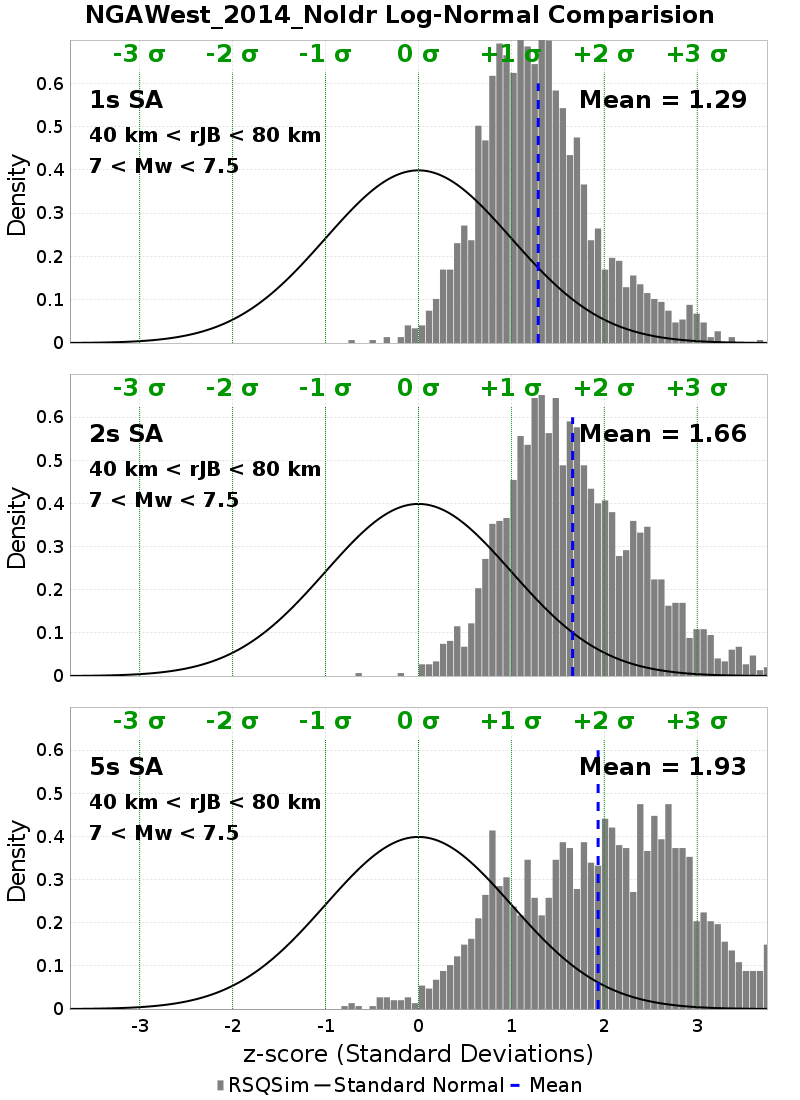 NGAWest_2014_NoIdr Log-Normal Comparision
-3 σ -2 σ -1 σ 0 σ +1 σ +2 σ +3 σ
0.6
1s SA Mean = 1.29
0.5
40 km < rJB < 80 km
7 < Mw < 7.5
0.4
Density
0.3
0.2
0.1
0
-3 σ -2 σ -1 σ 0 σ +1 σ +2 σ +3 σ
0.6
2s SA Mean = 1.66
0.5
40 km < rJB < 80 km
7 < Mw < 7.5
0.4
Density
0.3
0.2
0.1
0
-3 σ -2 σ -1 σ 0 σ +1 σ +2 σ +3 σ
0.6
5s SA Mean = 1.93
0.5
40 km < rJB < 80 km
7 < Mw < 7.5
0.4
Density
0.3
0.2
0.1
0
-3 -2 -1 0 1 2 3
z-score (Standard Deviations)
RSQSim Standard Normal Mean